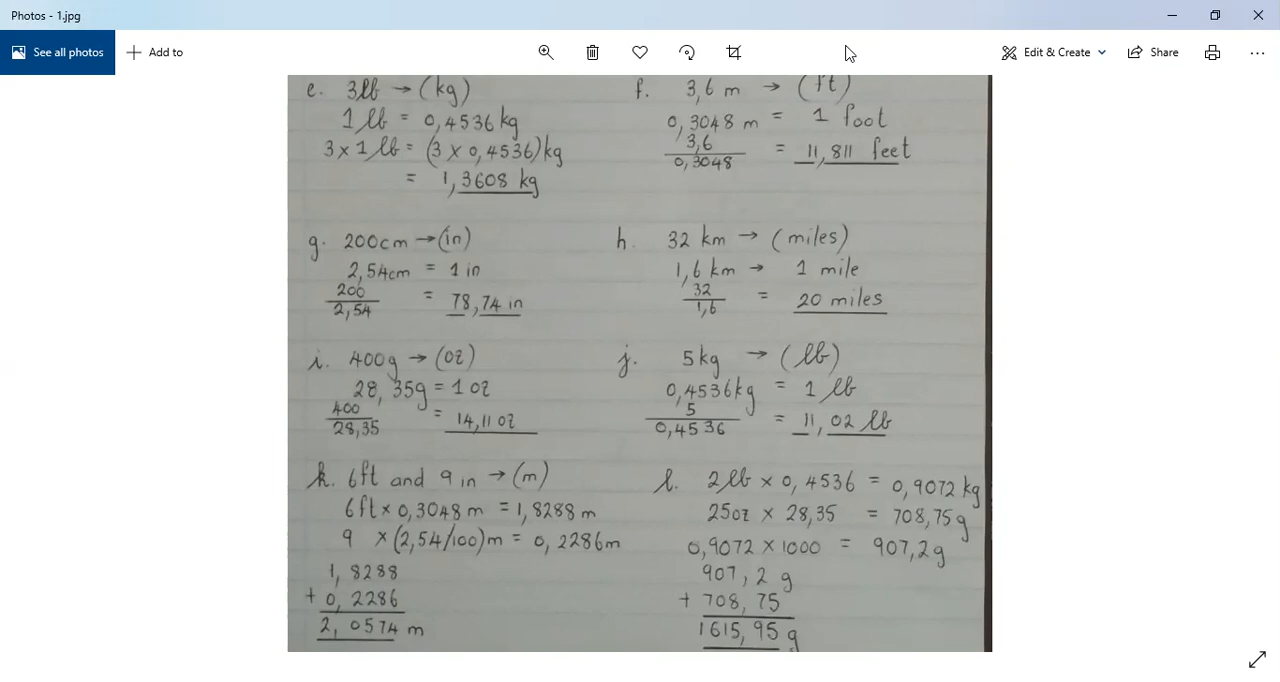 Photos - 1.jpg
See all photos
Add to
Edit & Create
Share
e. 3lb → (kg)
1 lb = 0,4536 kg
3 x 1 lb = (3 x 0,4536) kg
= 1,3608 kg
f. 3,6 m → (ft)
0,3048 m = 1 foot
3,6
0,3048
= 11,811 feet
g. 200cm → (in)
2,54cm = 1 in
200
2,54
= 78,74 in
h. 32 km → (miles)
1,6 km → 1 mile
32
1,6
= 20 miles
i. 400g → (oz)
28,35g = 1 oz
400
28,35
= 14,11 oz
j. 5kg → (lb)
0,4536kg = 1 lb
5
0,4536
= 11,02 lb
k. 6ft and 9 in → (m)
6ft x 0,3048 m = 1,8288 m
9 x (2,54/100) m = 0,2286m
1,8288
+ 0,2286
2,0574 m
l. 2lb x 0,4536 = 0,9072 kg
25oz x 28,35 = 708,75g
0,9072 x 1000 = 907,2g
907,2 g
+ 708,75
1615,95 g